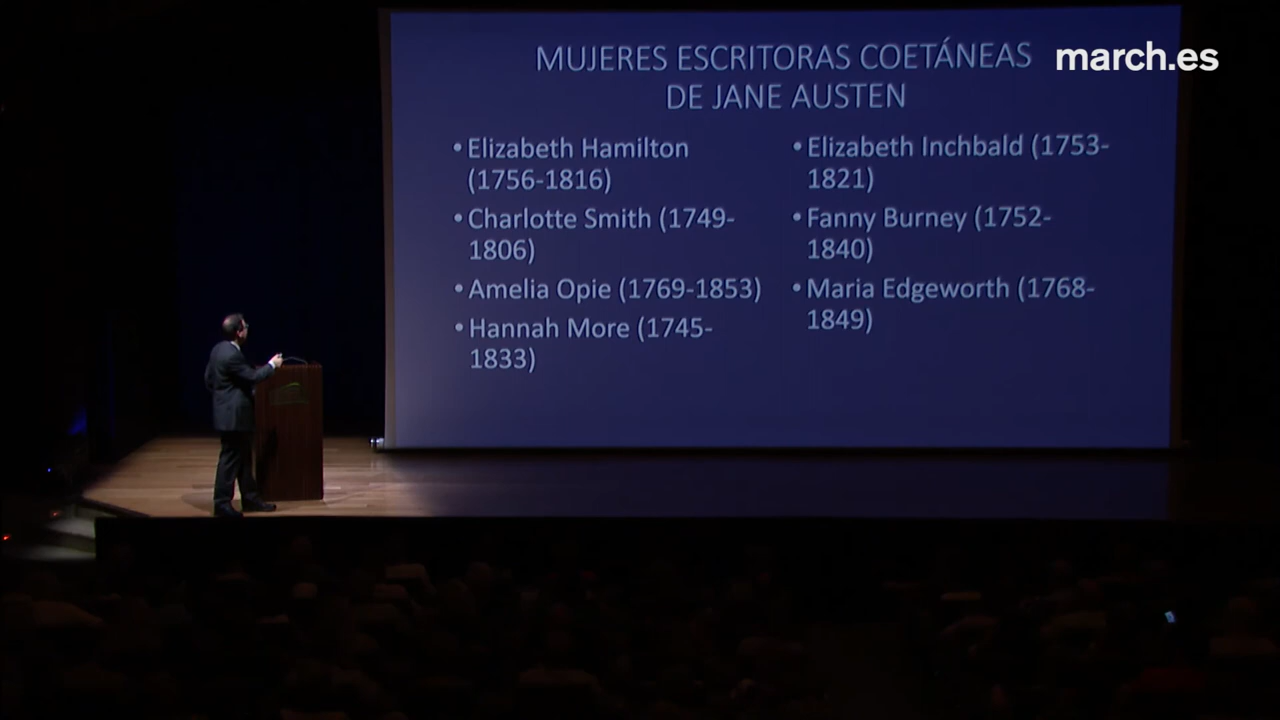 MUJERES ESCRITORAS COETÁNEAS
DE JANE AUSTEN
march.es
• Elizabeth Hamilton
(1756-1816)
• Charlotte Smith (1749-
1806)
• Amelia Opie (1769-1853)
• Hannah More (1745-
1833)
• Elizabeth Inchbald (1753-
1821)
• Fanny Burney (1752-
1840)
• Maria Edgeworth (1768-
1849)